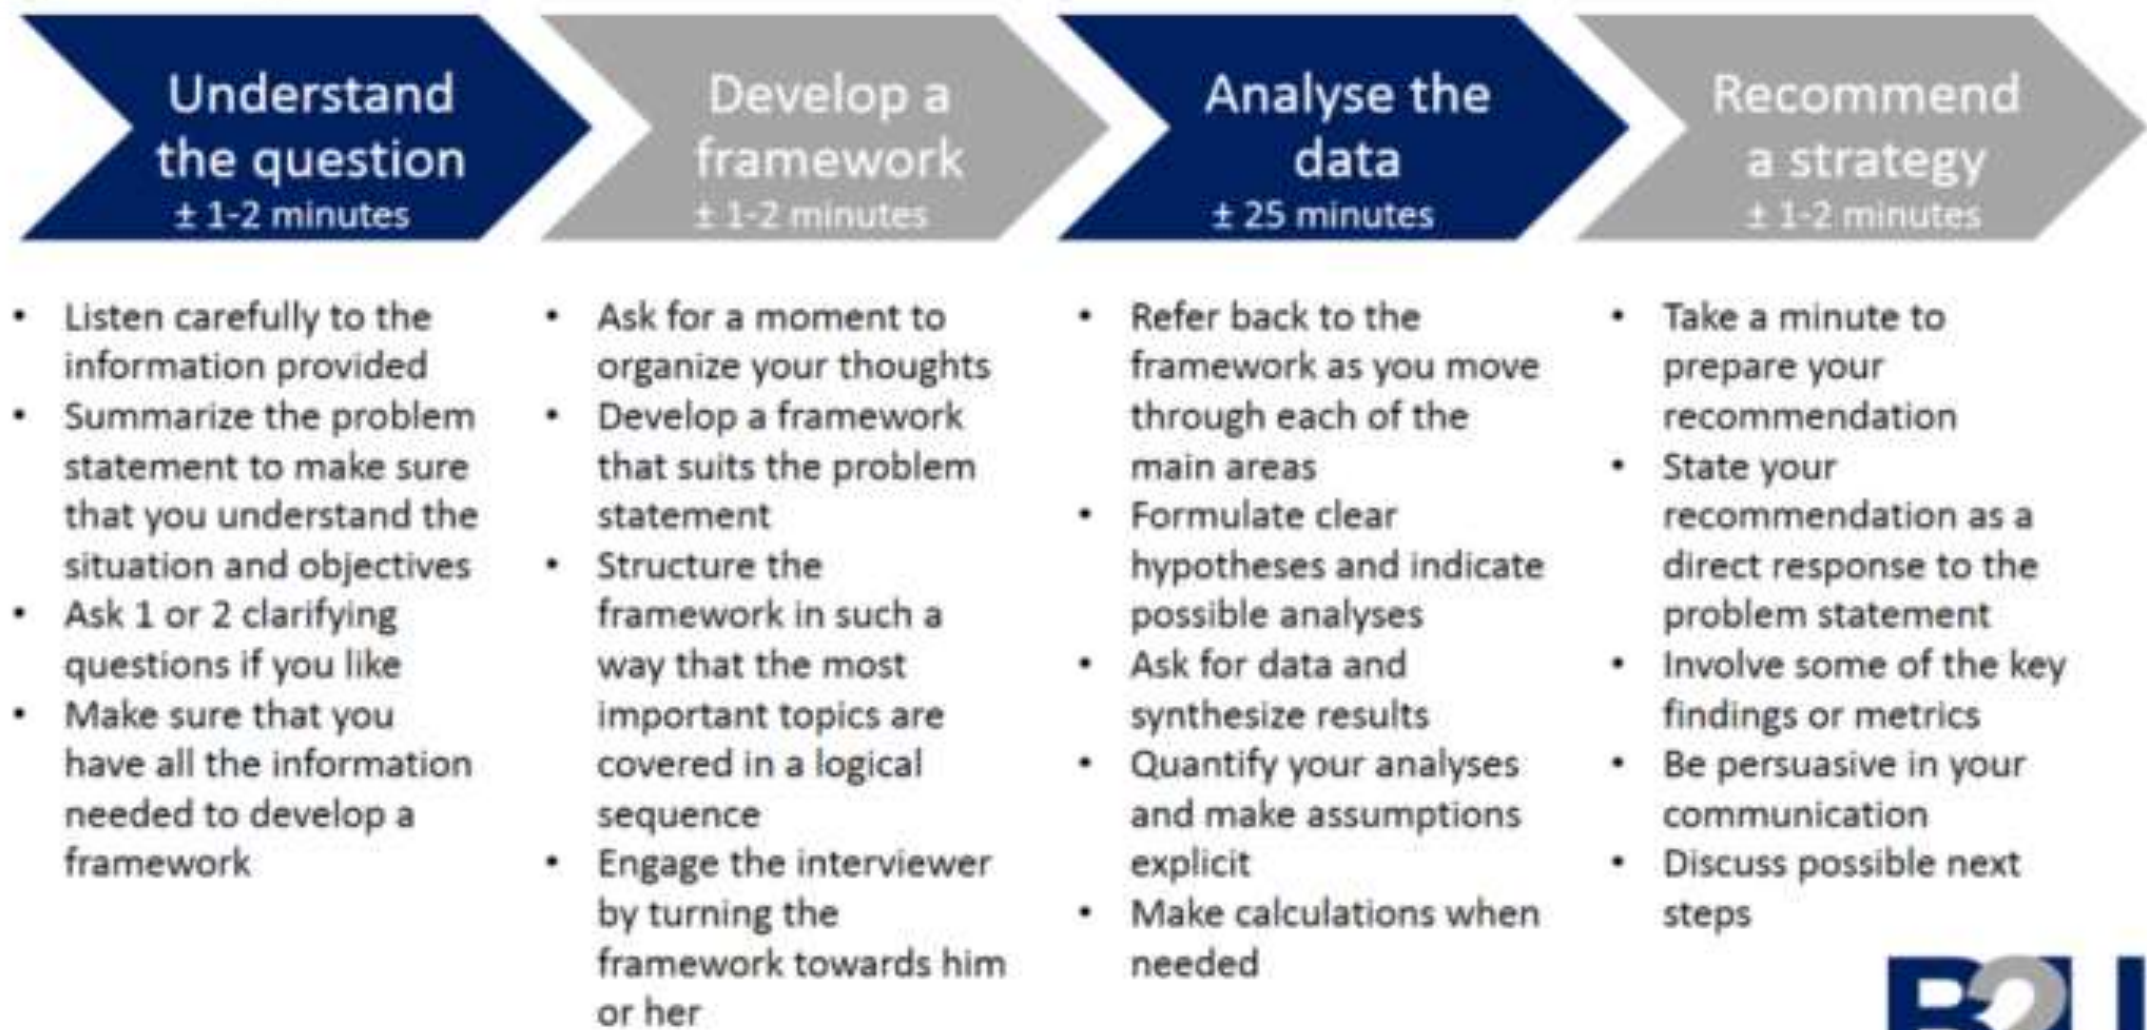 Understand
the question
± 1-2 minutes
Develop a
framework
± 1-2 minutes
Analyse the
data
± 25 minutes
Recommend
a strategy
± 1-2 minutes
• Listen carefully to the
information provided
• Summarize the problem
statement to make sure
that you understand the
situation and objectives
• Ask 1 or 2 clarifying
questions if you like
• Make sure that you
have all the information
needed to develop a
framework
• Ask for a moment to
organize your thoughts
• Develop a framework
that suits the problem
statement
• Structure the
framework in such a
way that the most
important topics are
covered in a logical
sequence
• Engage the interviewer
by turning the
framework towards him
or her
• Refer back to the
framework as you move
through each of the
main areas
• Formulate clear
hypotheses and indicate
possible analyses
• Ask for data and
synthesize results
• Quantify your analyses
and make assumptions
explicit
• Make calculations when
needed
• Take a minute to
prepare your
recommendation
• State your
recommendation as a
direct response to the
problem statement
• Involve some of the key
findings or metrics
• Be persuasive in your
communication
• Discuss possible next
steps